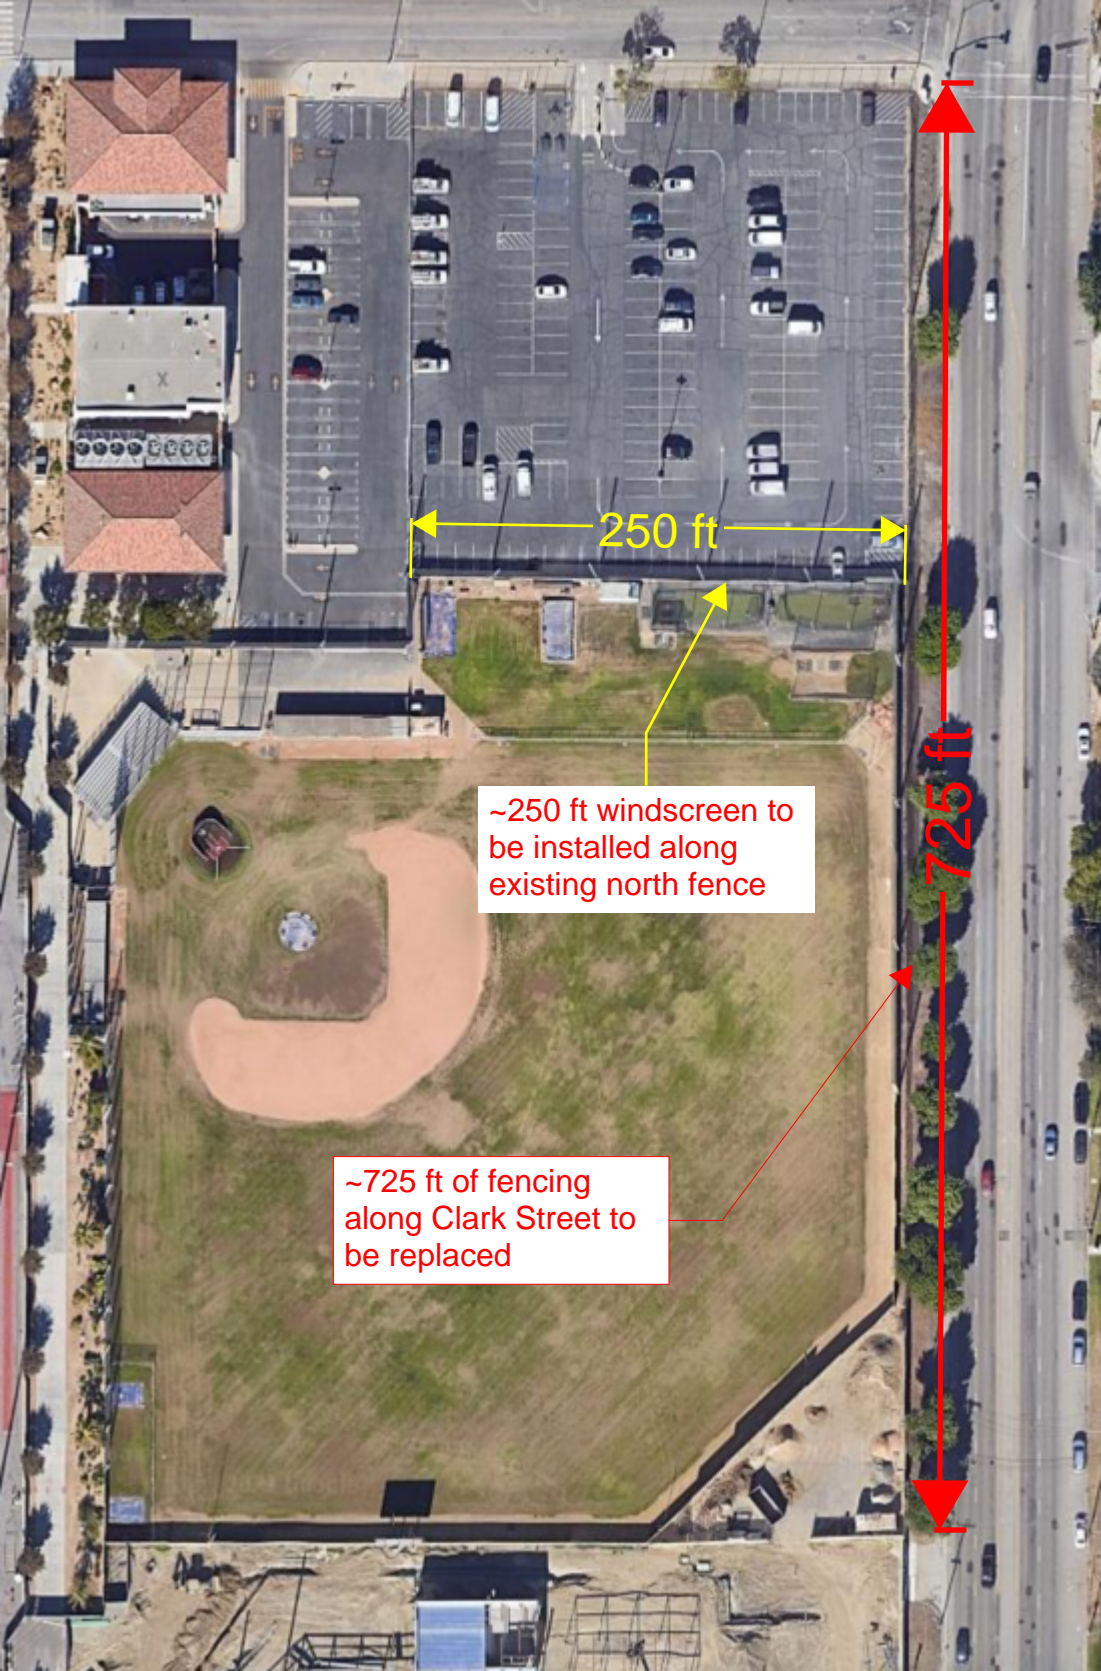 250 ft
725 ft
~250 ft windscreen to
be installed along
existing north fence
~725 ft of fencing
along Clark Street to
be replaced